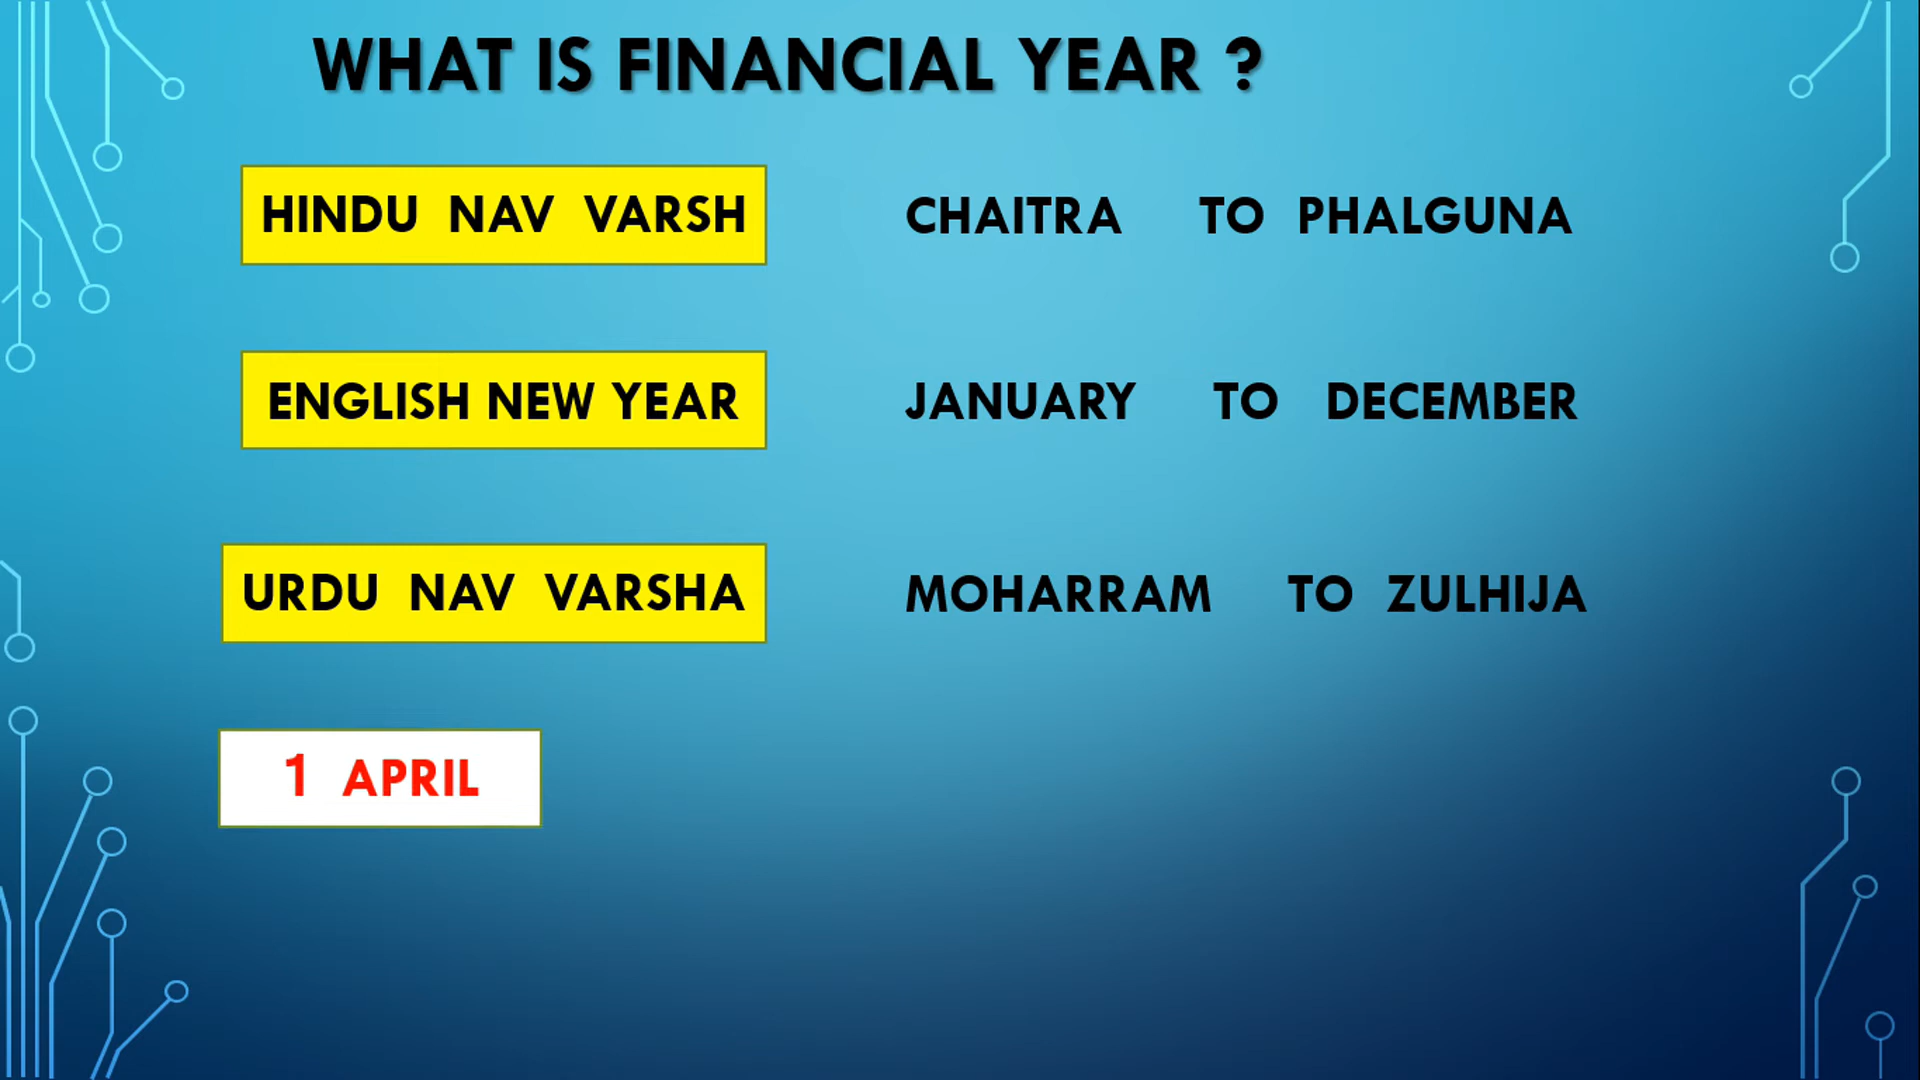 WHAT IS FINANCIAL YEAR ?
HINDU NAV VARSH CHAITRA TO PHALGUNA
ENGLISH NEW YEAR JANUARY TO DECEMBER
URDU NAV VARSHA MOHARRAM TO ZULHIJA
1 APRIL